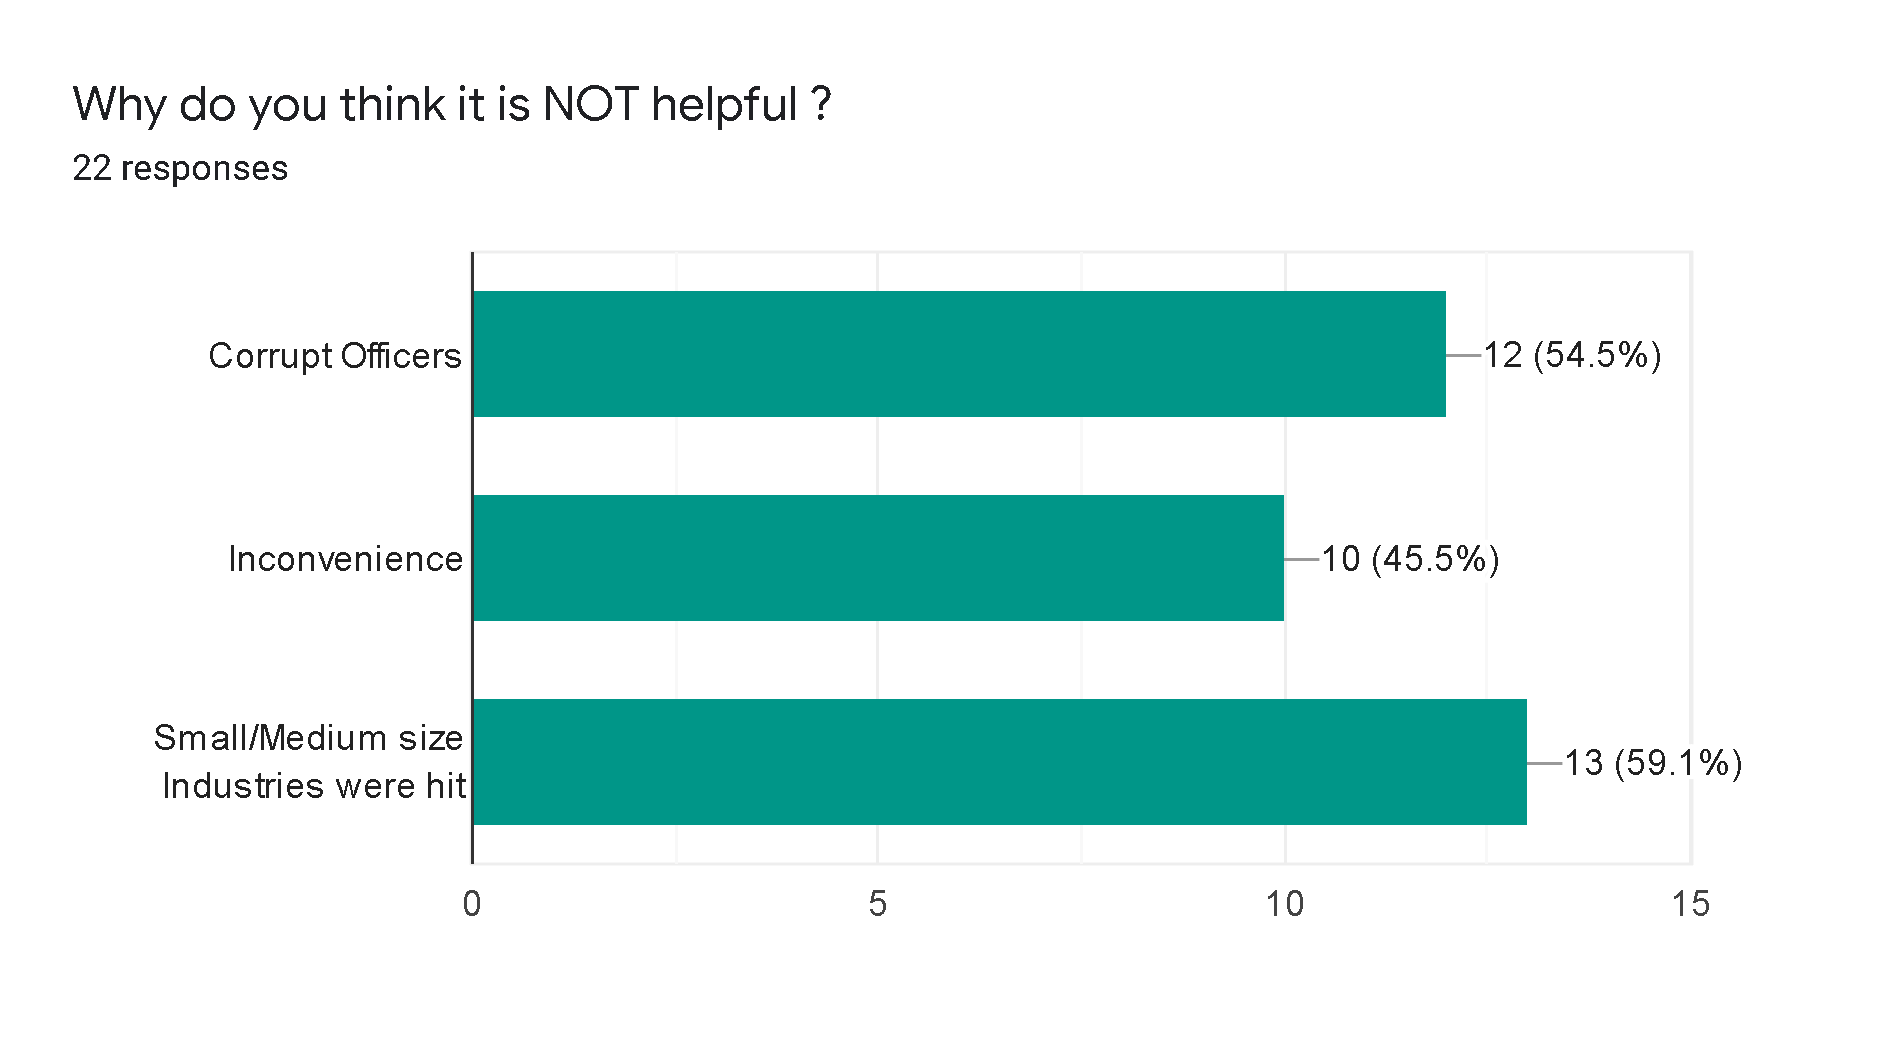 Why do you think it is NOT helpful ?
22 responses
Corrupt Officers
12 (54.5%)
Inconvenience
10 (45.5%)
Small/Medium size
Industries were hit
13 (59.1%)
0 5 10 15